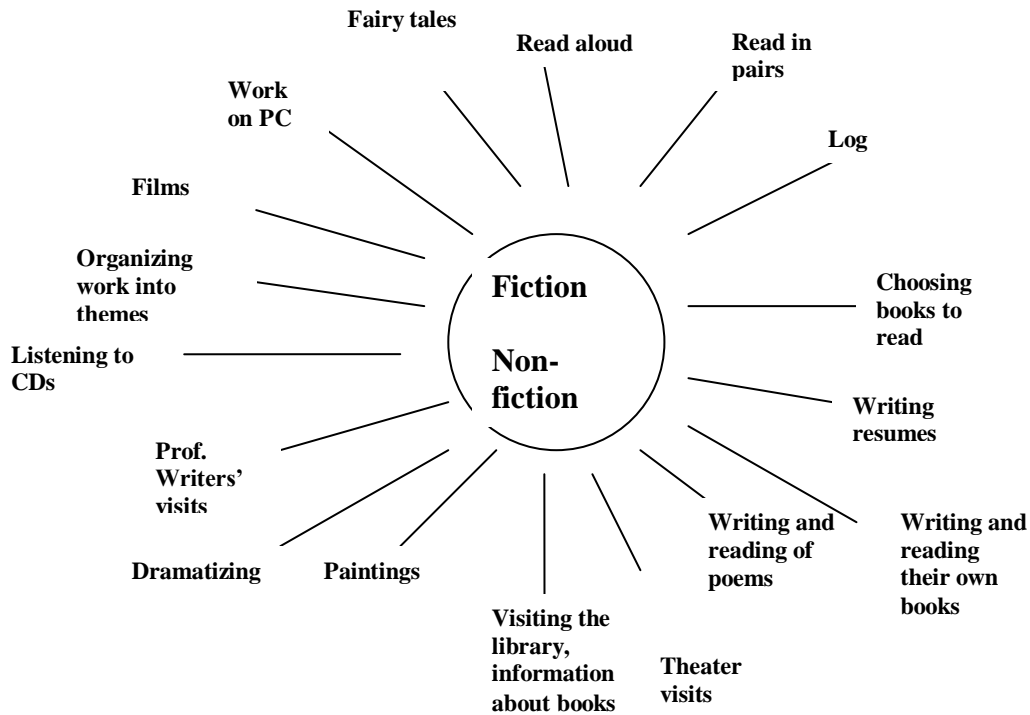 Fairy tales
Read aloud
Read in
pairs
Work
on PC
Log
Films
Organizing
work into
themes
Fiction
Non-
fiction
Choosing
books to
read
Listening to
CDs
Writing
resumes
Prof.
Writers’
visits
Writing and
reading of
poems
Writing and
reading
their own
books
Dramatizing
Paintings
Visiting the
library,
information
about books
Theater
visits